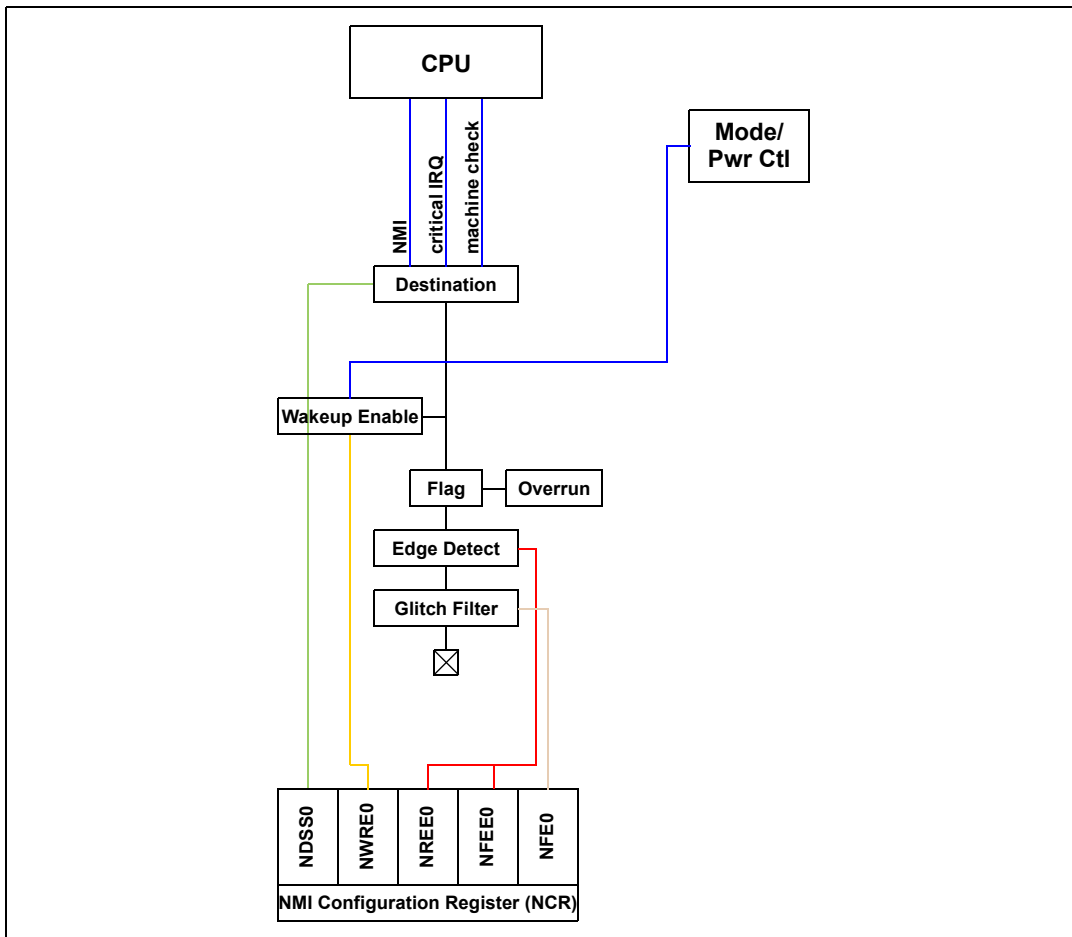 CPU
Mode/
Pwr Ctl
NMI
critical IRQ
machine check
Destination
Wakeup Enable
Flag
Overrun
Edge Detect
Glitch Filter
NDSS0
NWRE0
NREE0
NFEE0
NFE0
NMI Configuration Register (NCR)